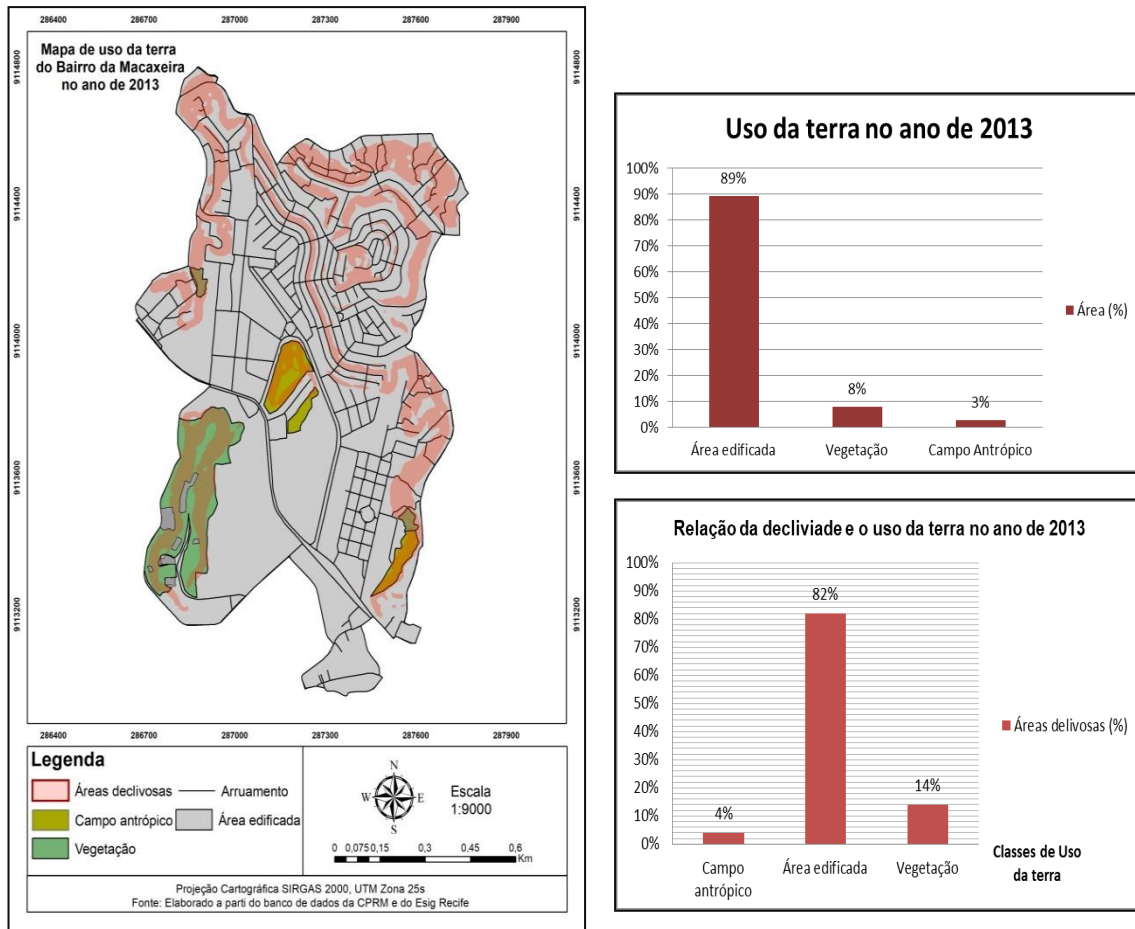 286400 286700 287000 287300 287600 287900
Mapa de uso da terra
do Bairro da Macaxeira
no ano de 2013
9114800 9114800
9114400 9114400
9114000 9114000
9113600 9113600
9113200 9113200
286400 286700 287000 287300 287600 287900
Legenda
Áreas declivosas
Arruamento
Campo antrópico
Área edificada
Vegetação
N
W E
S
Escala
1:9000
0 0,075 0,15 0,3 0,45 0,6
Km
Projeção Cartográfica SIRGAS 2000, UTM Zona 25s
Fonte: Elaborado a parti do banco de dados da CPRM e do Esig Recife
Uso da terra no ano de 2013
100%
90%
80%
70%
60%
50%
40%
30%
20%
10%
0%
89%
8%
3%
Área edificada Vegetação Campo Antrópico
Área (%)
Relação da decliviade e o uso da terra no ano de 2013
100%
90%
80%
70%
60%
50%
40%
30%
20%
10%
0%
4%
82%
14%
Campo
antrópico
Área edificada
Vegetação
Áreas delivosas (%)
Classes de Uso
da terra